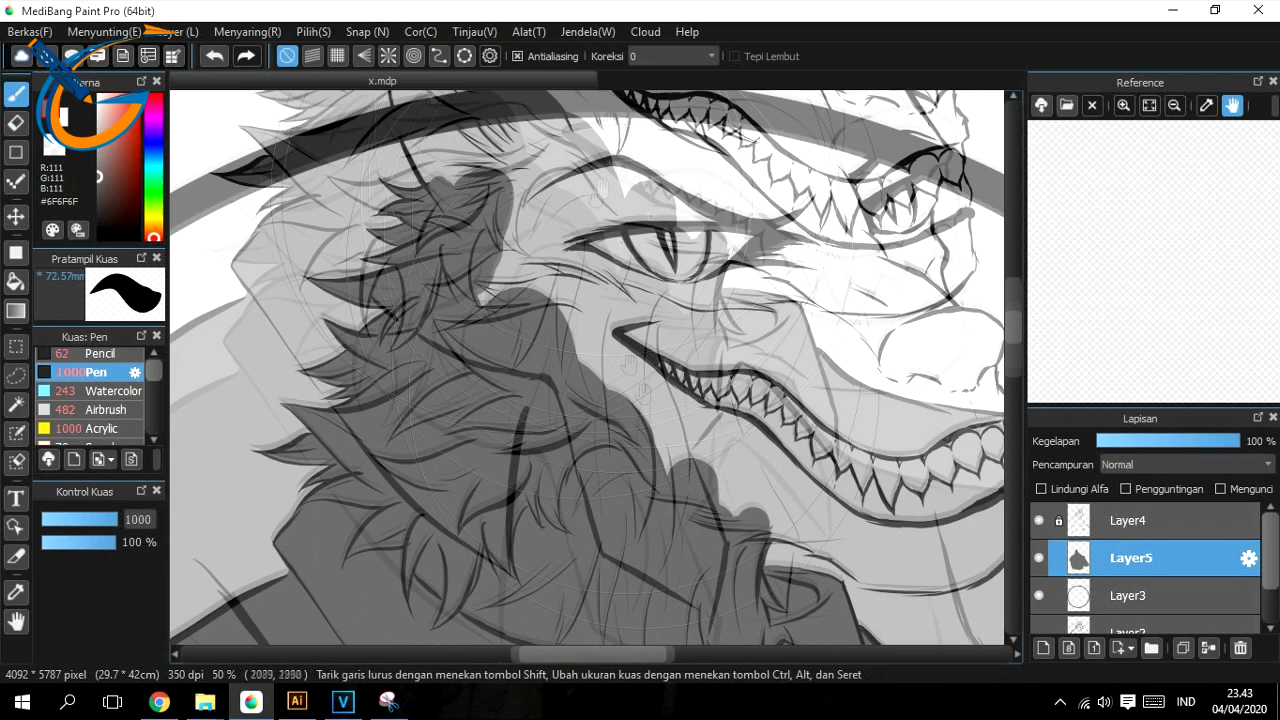 MediBang Paint Pro (64bit)
Berkas(F) Menyunting(E) (L) Menyaring(R) Pilih(S) Snap (N) Cor(C) Tinjau(V) Alat(T) Jendela(W) Cloud Help
Antialiasing Koreksi 0 Tepi Lembut
x.mdp
Reference
R:111
G:111
B:111
#6F6F6F
Pratampil Kuas
* 72.57mm
Kuas: Pen
62 Pencil
1000 Pen
243 Watercolor
482 Airbrush
1000 Acrylic
Kontrol Kuas
1000
100 %
Lapisan
Kegelapan 100 %
Pencampuran Normal
Lindungi Alfa Pengguntingan Mengunci
Layer4
Layer5
Layer3
Layer2
4092 * 5787 pixel (29.7 * 42cm) 350 dpi 50 % Tarik garis lurus dengan menekan tombol Shift, Ubah ukuran kuas dengan menekan tombol Ctrl, Alt, dan Seret
Ai V IND
23.43
04/04/2020